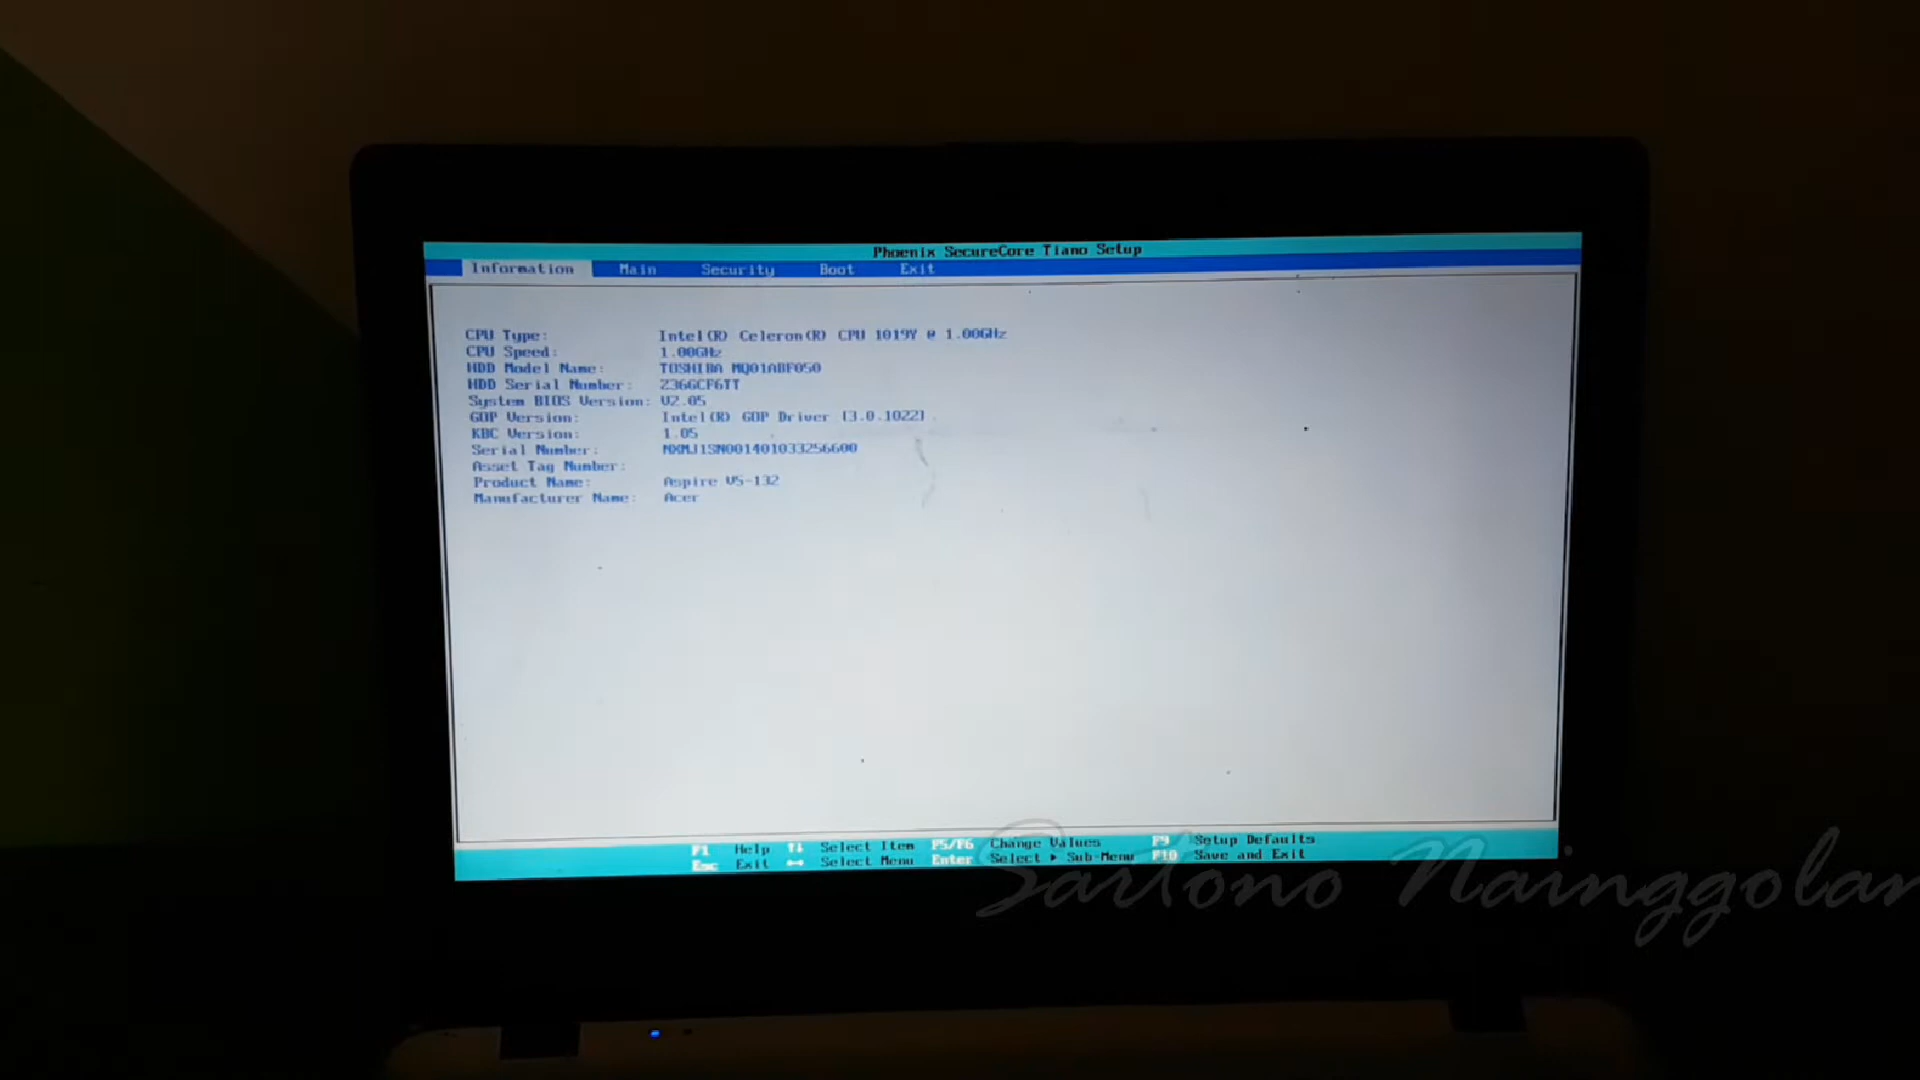 Phoenix SecureCore Tiano Setup
Information Main Security Boot Exit
CPU Type: Intel(R) Celeron(R) CPU 1019Y @ 1.00GHz
CPU Speed: 1.00GHz
HDD Model Name: TOSHIBA MQ01ABF050
HDD Serial Number: Z36GCF6TT
System BIOS Version: V2.05
GOP Version: Intel(R) GOP Driver [3.0.1022]
KBC Version: 1.05
Serial Number: NXMJ1SN001401033256600
Asset Tag Number:
Product Name: Aspire V5-132
Manufacturer Name: Acer
F1 Help ↑↓ Select Item F5/F6 Change Values F9 Setup Defaults
Esc Exit ↔ Select Menu Enter Select ▶ Sub-Menu F10 Save and Exit
Sartono Nainggolan